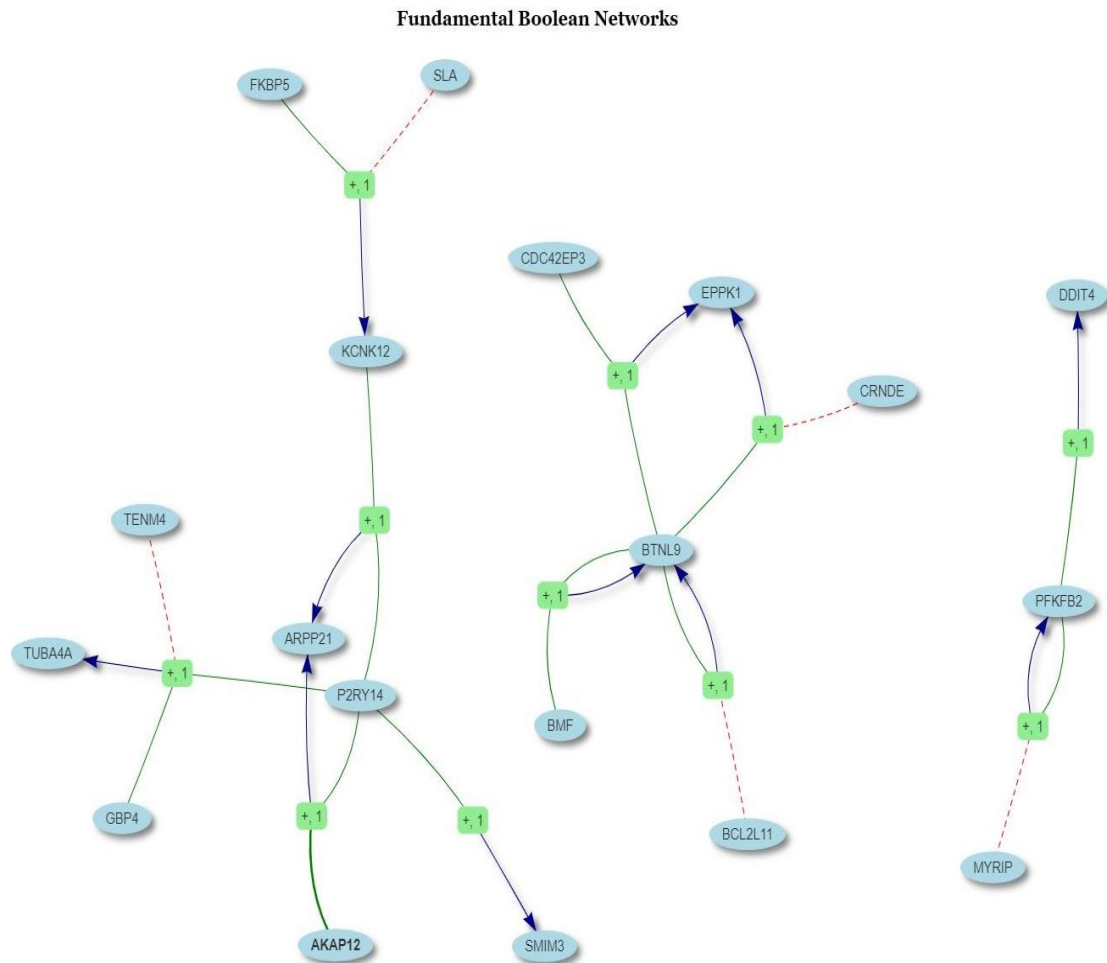 Fundamental Boolean Networks
FKBP5
SLA
+, 1
KCNK12
CDC42EP3
EPPK1
DDIT4
+, 1
CRNDE
+, 1
+, 1
TENM4
+, 1
BTNL9
+, 1
PFKFB2
TUBA4A
ARPP21
+, 1
P2RY14
+, 1
BMF
+, 1
GBP4
+, 1
+, 1
BCL2L11
MYRIP
AKAP12
SMIM3